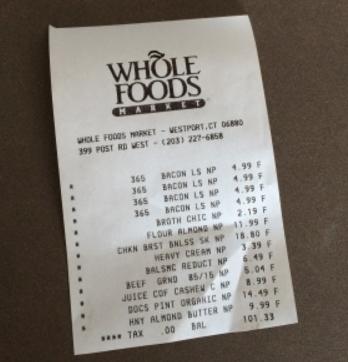 WHOLE
FOODS
MARKET
WHOLE FOODS MARKET - WESTPORT,CT 06880
399 POST RD WEST - (203) 227-6858
365 BACON LS NP 4.99 F
365 BACON LS NP 4.99 F
365 BACON LS NP 4.99 F
365 BACON LS NP 4.99 F
BROTH CHIC NP 2.19 F
FLOUR ALMOND NP 11.99 F
CHKN BRST BNLSS SK NP 18.80 F
HEAVY CREAM NP 3.39 F
BALSMC REDUCT NP 6.49 F
BEEF GRND 85/15 NP 5.04 F
JUICE COF CASHEW C NP 8.99 F
DOCS PINT ORGANIC NP 14.49 F
HNY ALMOND BUTTER NP 9.99 F
**** TAX .00 BAL 101.33